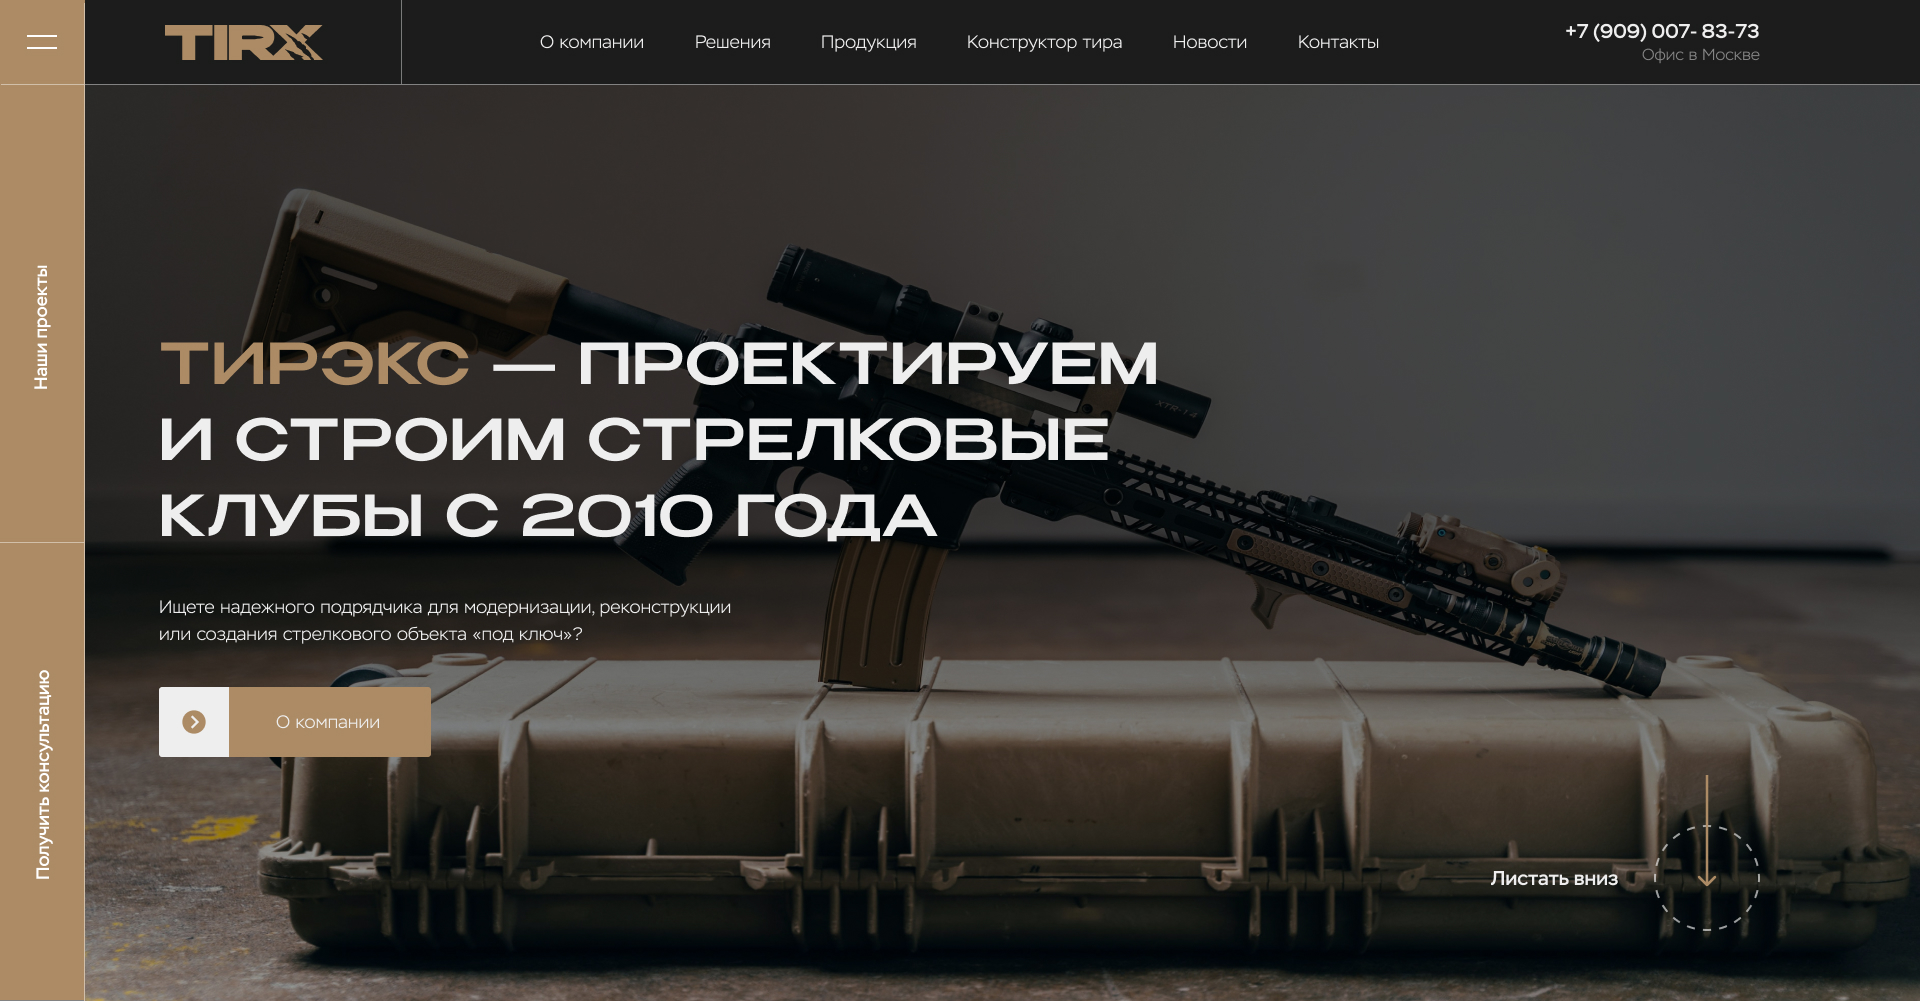 TIRX
О компании
Решения
Продукция
Конструктор тира
Новости
Контакты
+7 (909) 007- 83-73
Офис в Москве
Наши проекты
Получить консультацию
ТИРЭКС — ПРОЕКТИРУЕМ
И СТРОИМ СТРЕЛКОВЫЕ
КЛУБЫ С 2010 ГОДА
Ищете надежного подрядчика для модернизации, реконструкции
или создания стрелкового объекта «под ключ»?
О компании
XTR-14
Листать вниз